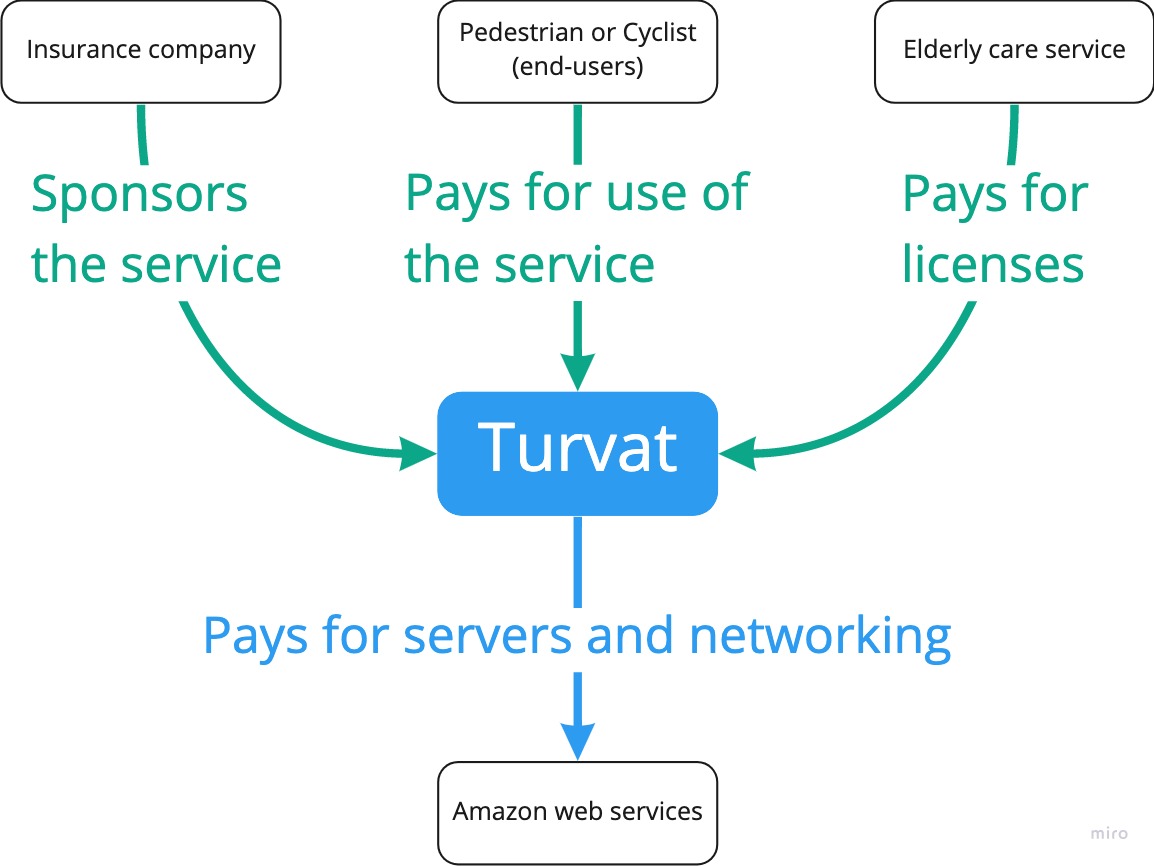 Insurance company
Pedestrian or Cyclist
(end-users)
Elderly care service
Sponsors
the service
Pays for use of
the service
Pays for
licenses
Turvat
Pays for servers and networking
Amazon web services
miro